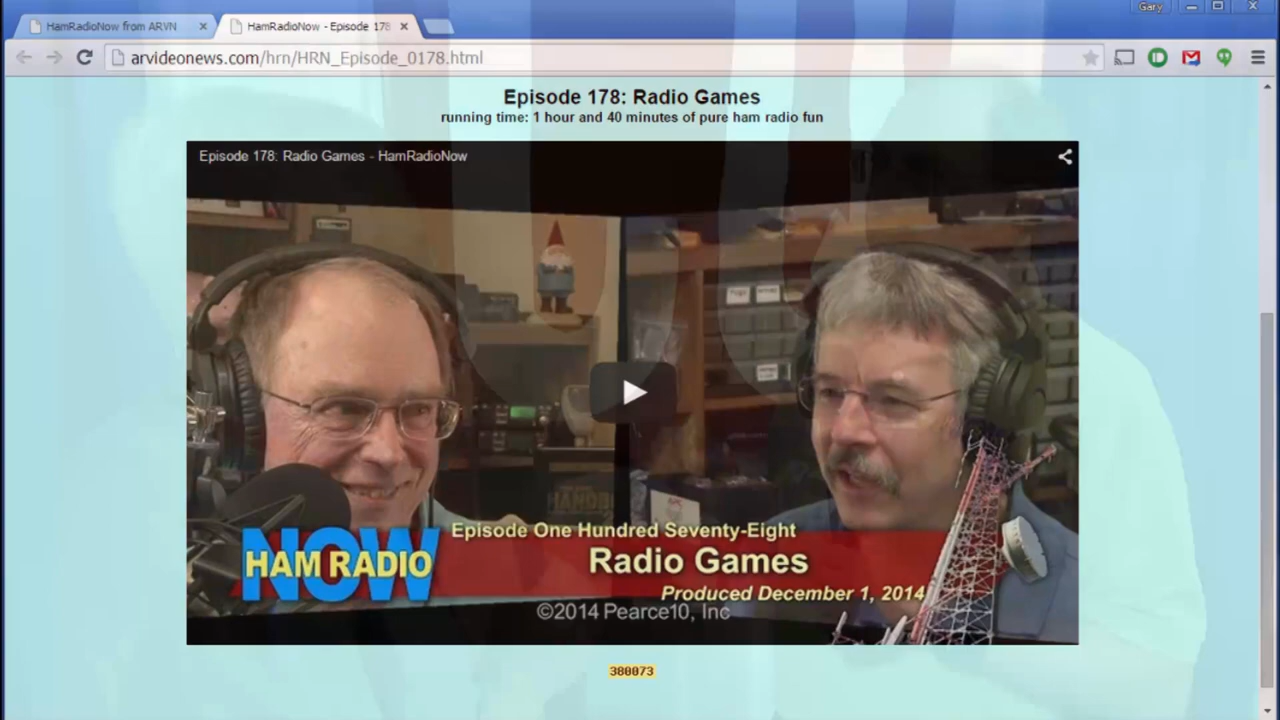 Gary
HamRadioNow from ARVN
HamRadioNow - Episode 178
arvideonews.com/hrn/HRN_Episode_0178.html
Episode 178: Radio Games
running time: 1 hour and 40 minutes of pure ham radio fun
Episode 178: Radio Games - HamRadioNow
Episode One Hundred Seventy-Eight
NOW
HAM RADIO
Radio Games
Produced December 1, 2014
©2014 Pearce10, Inc
380073